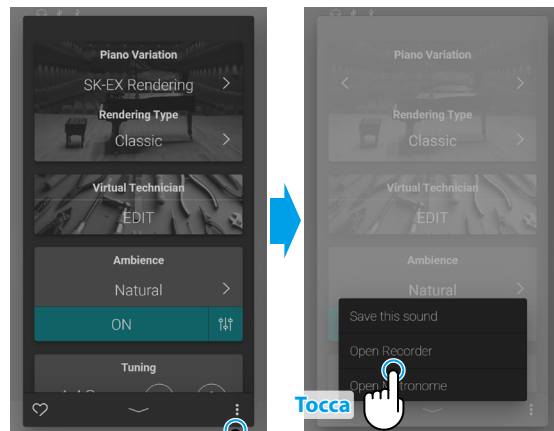 Piano Variation
SK-EX Rendering
Rendering Type
Classic
Virtual Technician
EDIT
Ambience
Natural
ON
Tuning
Piano Variation
Rendering Type
Classic
Virtual Technician
EDIT
Ambience
Natural
Save this sound
Open Recorder
Open Metronome
Tocca